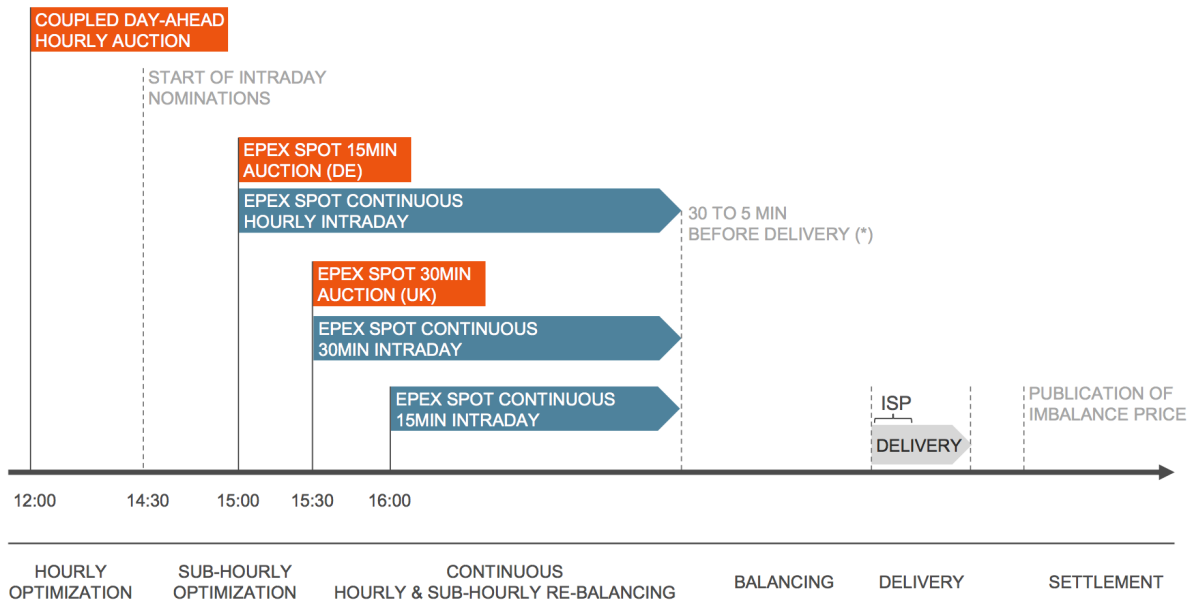 COUPLED DAY-AHEAD
HOURLY AUCTION
START OF INTRADAY
NOMINATIONS
EPEX SPOT 15MIN
AUCTION (DE)
EPEX SPOT CONTINUOUS
HOURLY INTRADAY
30 TO 5 MIN
BEFORE DELIVERY (*)
EPEX SPOT 30MIN
AUCTION (UK)
EPEX SPOT CONTINUOUS
30MIN INTRADAY
EPEX SPOT CONTINUOUS
15MIN INTRADAY
ISP
DELIVERY
PUBLICATION OF
IMBALANCE PRICE
12:00
14:30
15:00
15:30
16:00
HOURLY
OPTIMIZATION
SUB-HOURLY
OPTIMIZATION
CONTINUOUS
HOURLY & SUB-HOURLY RE-BALANCING
BALANCING
DELIVERY
SETTLEMENT